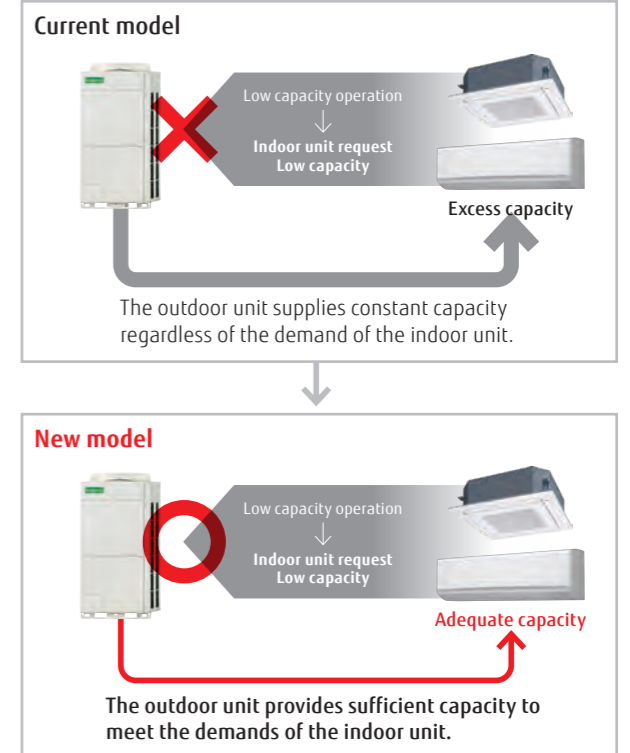 Current model
Low capacity operation
↓
Indoor unit request
Low capacity
Excess capacity
The outdoor unit supplies constant capacity
regardless of the demand of the indoor unit.
New model
Low capacity operation
↓
Indoor unit request
Low capacity
Adequate capacity
The outdoor unit provides sufficient capacity to
meet the demands of the indoor unit.